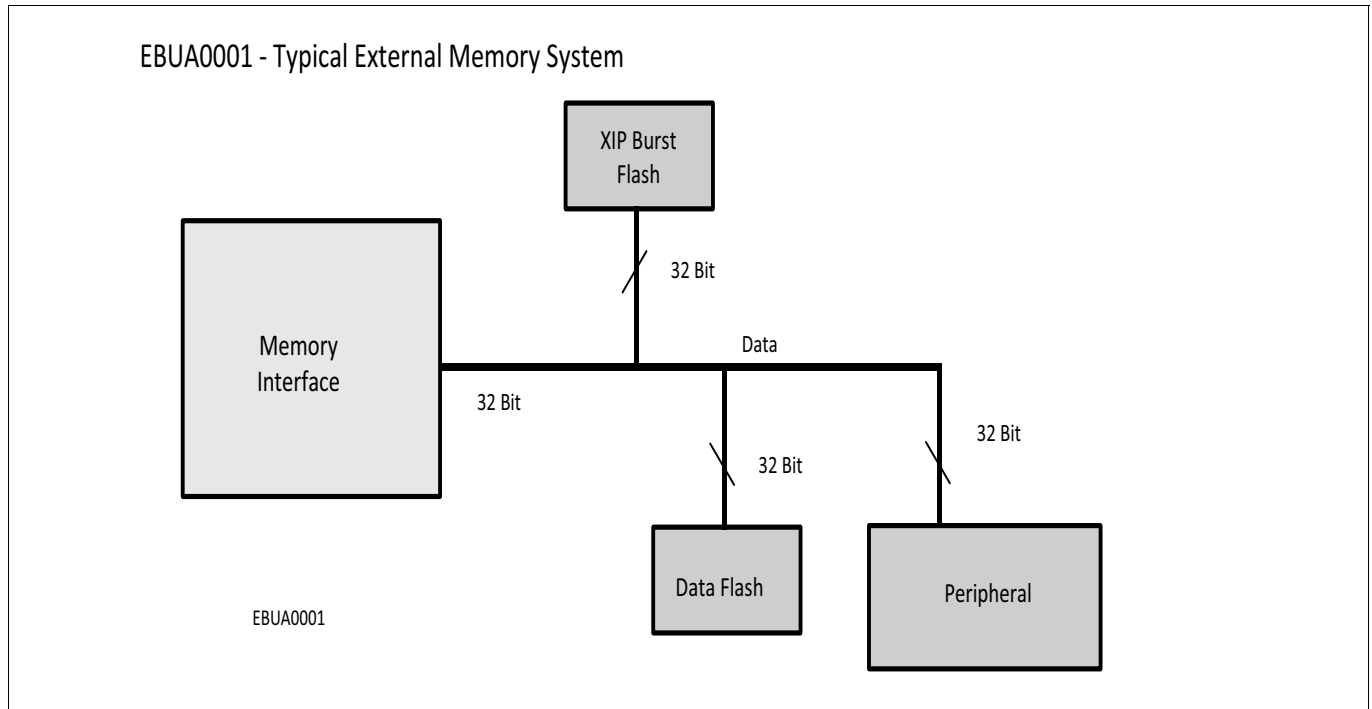 EBUA0001 - Typical External Memory System
XIP Burst
Flash
32 Bit
Memory
Interface
Data
32 Bit
32 Bit
32 Bit
Data Flash
Peripheral
EBUA0001